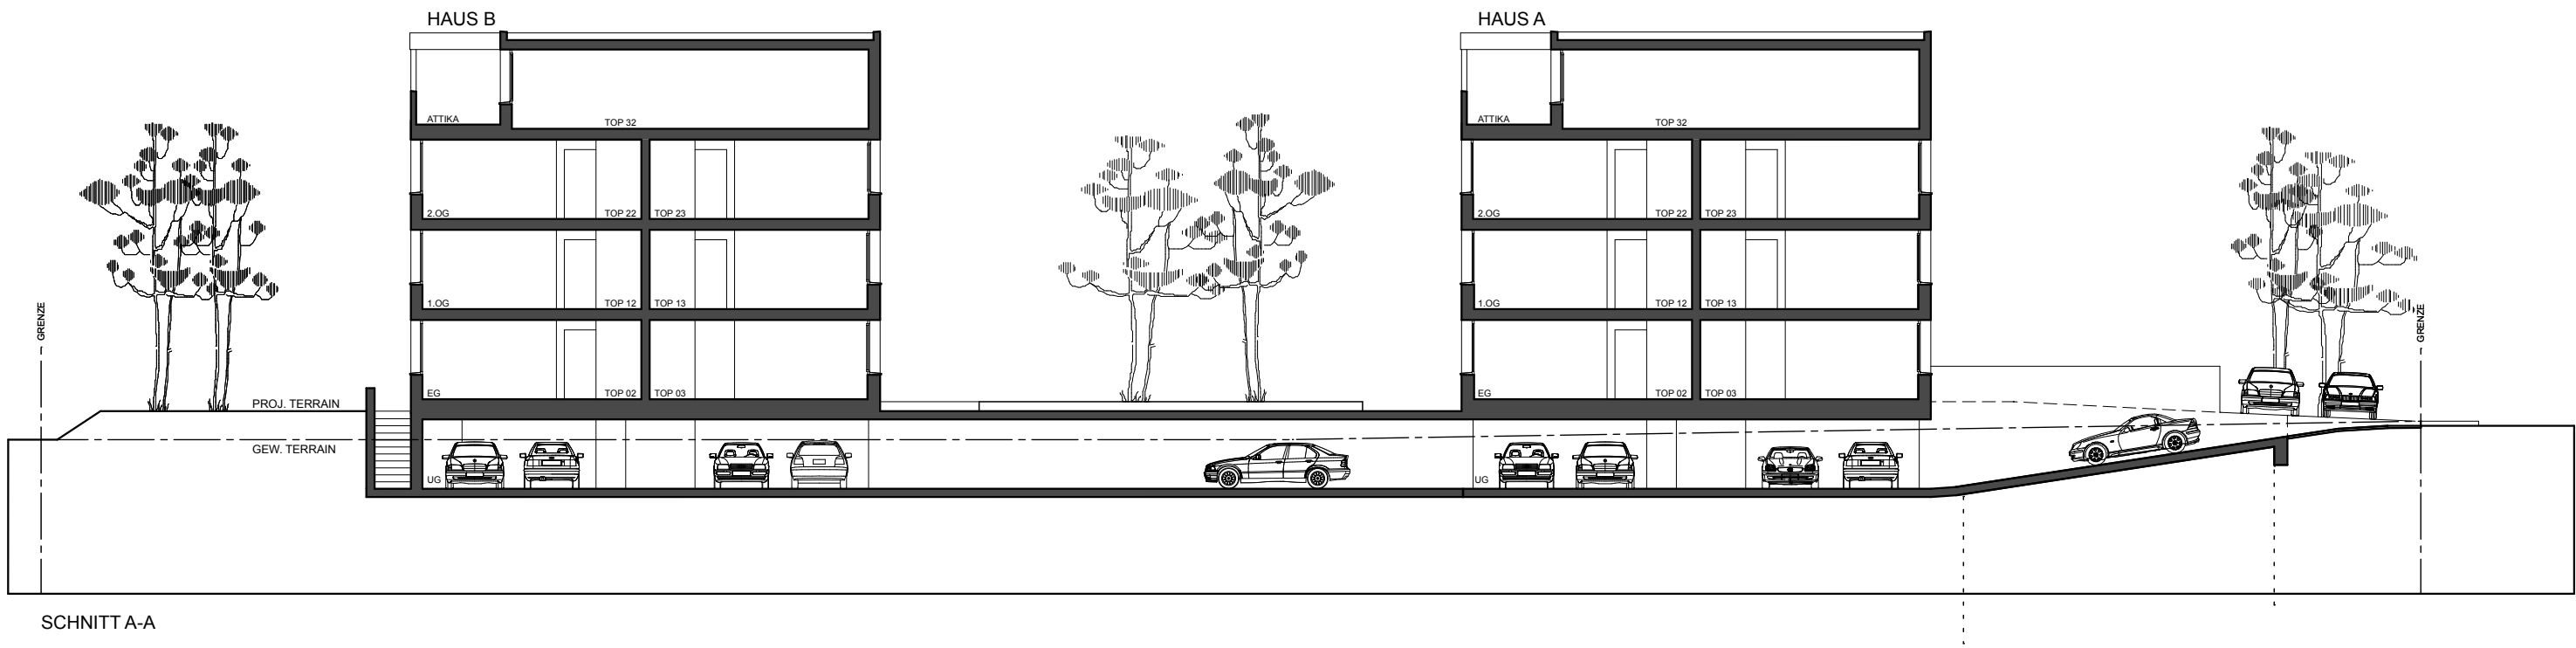 HAUS B
HAUS A
ATTIKA
TOP 32
ATTIKA
TOP 32
2.OG
TOP 22
TOP 23
2.OG
TOP 22
TOP 23
1.OG
TOP 12
TOP 13
1.OG
TOP 12
TOP 13
GRENZE
GRENZE
EG
TOP 02
TOP 03
EG
TOP 02
TOP 03
PROJ. TERRAIN
GEW. TERRAIN
UG
UG
SCHNITT A-A